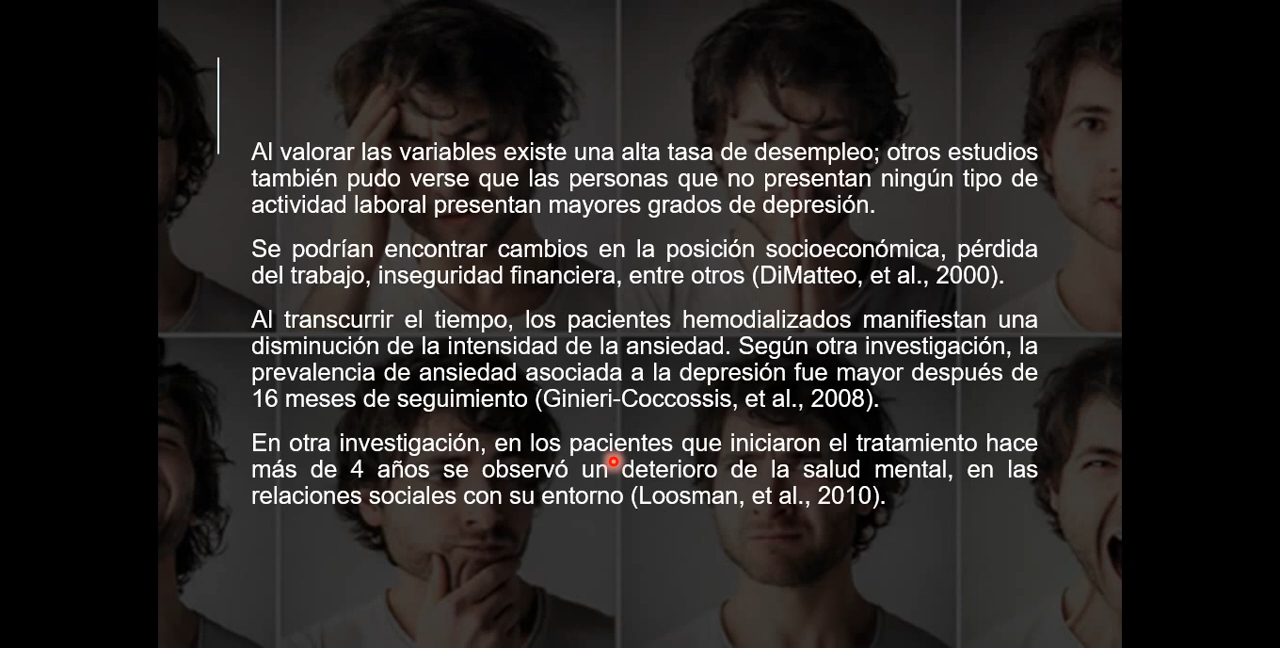 Al valorar las variables existe una alta tasa de desempleo; otros estudios
también pudo verse que las personas que no presentan ningún tipo de
actividad laboral presentan mayores grados de depresión.
Se podrían encontrar cambios en la posición socioeconómica, pérdida
del trabajo, inseguridad financiera, entre otros (DiMatteo, et al., 2000).
Al transcurrir el tiempo, los pacientes hemodializados manifiestan una
disminución de la intensidad de la ansiedad. Según otra investigación, la
prevalencia de ansiedad asociada a la depresión fue mayor después de
16 meses de seguimiento (Ginieri-Coccossis, et al., 2008).
En otra investigación, en los pacientes que iniciaron el tratamiento hace
más de 4 años se observó un deterioro de la salud mental, en las
relaciones sociales con su entorno (Loosman, et al., 2010).